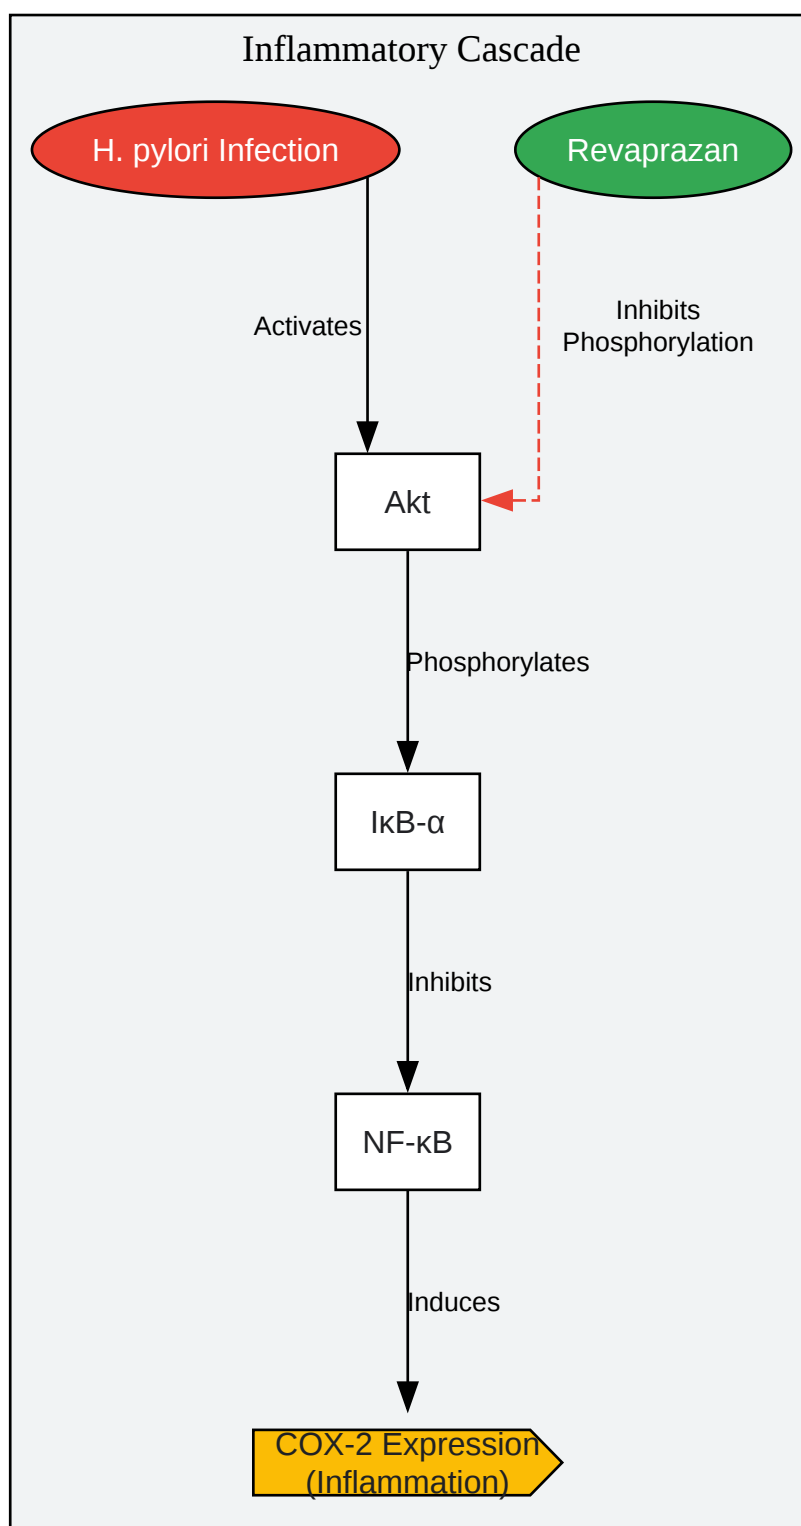 Inflammatory Cascade
H. pylori Infection
Revaprazan
Activates
Inhibits
Phosphorylation
Akt
Phosphorylates
IκB-α
Inhibits
NF-κB
Induces
COX-2 Expression
(Inflammation)